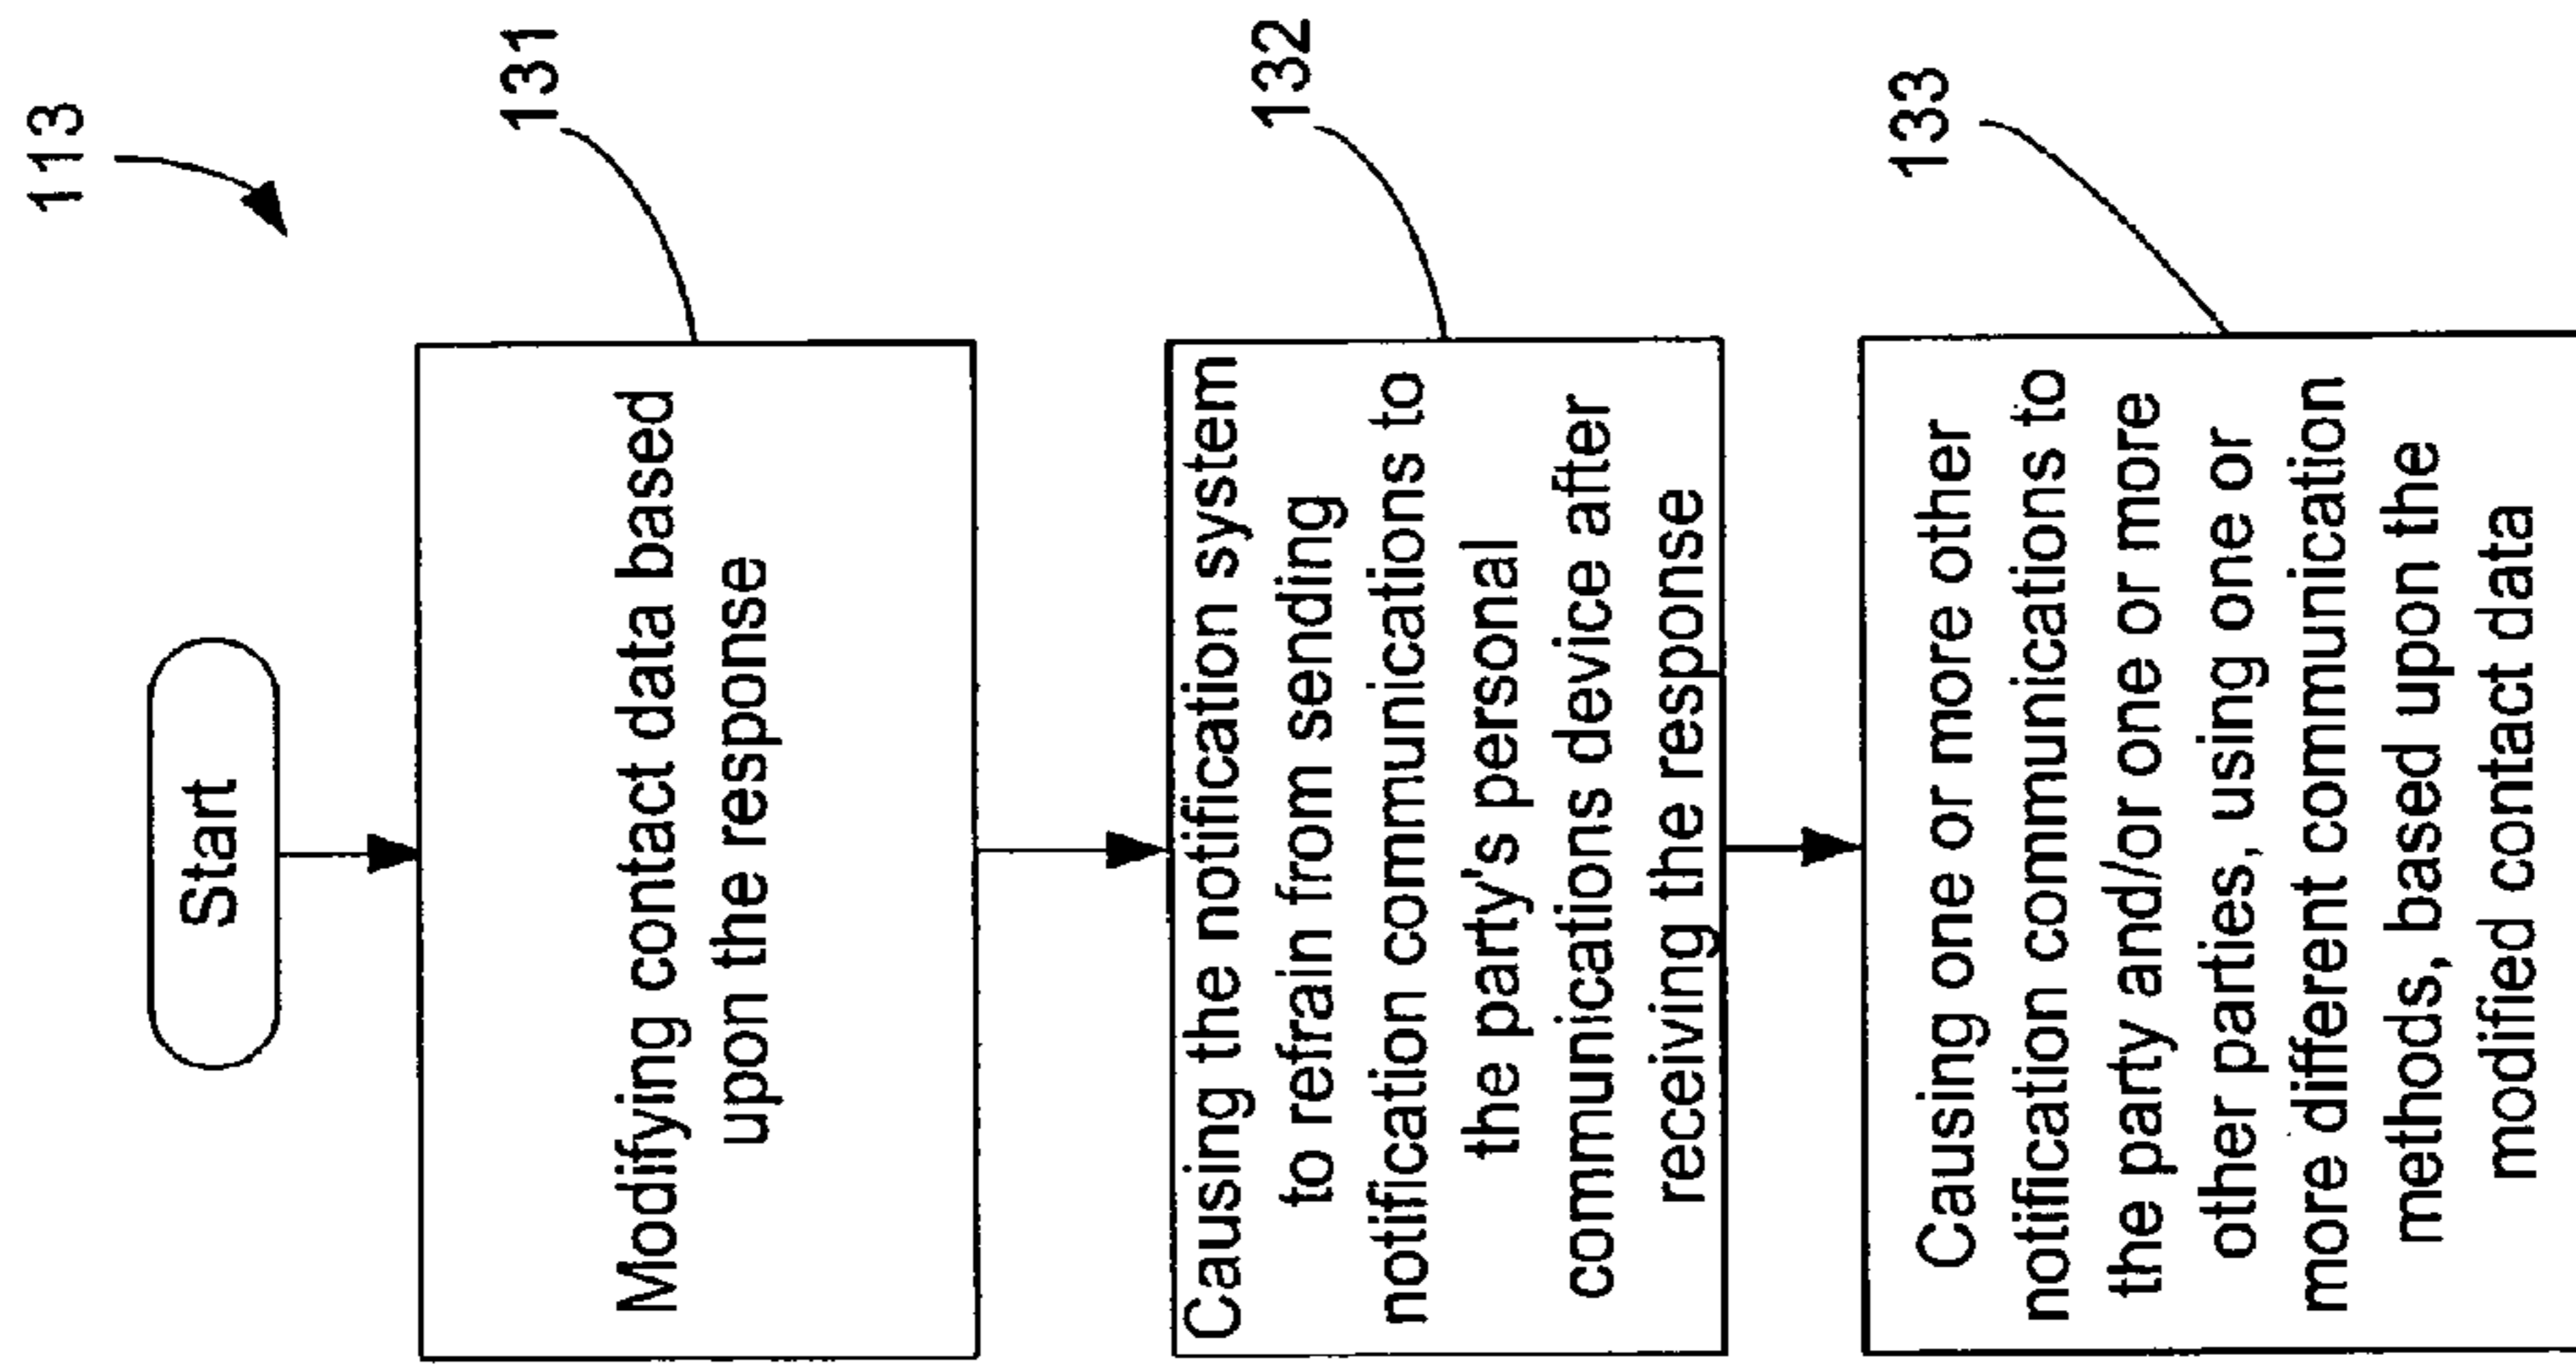 113
Start
131
Modifying contact data based
upon the response
132
Causing the notification system
to refrain from sending
notification communications to
the party's personal
communications device after
receiving the response
133
Causing one or more other
notification communications to
the party and/or one or more
other parties, using one or
more different communication
methods, based upon the
modified contact data